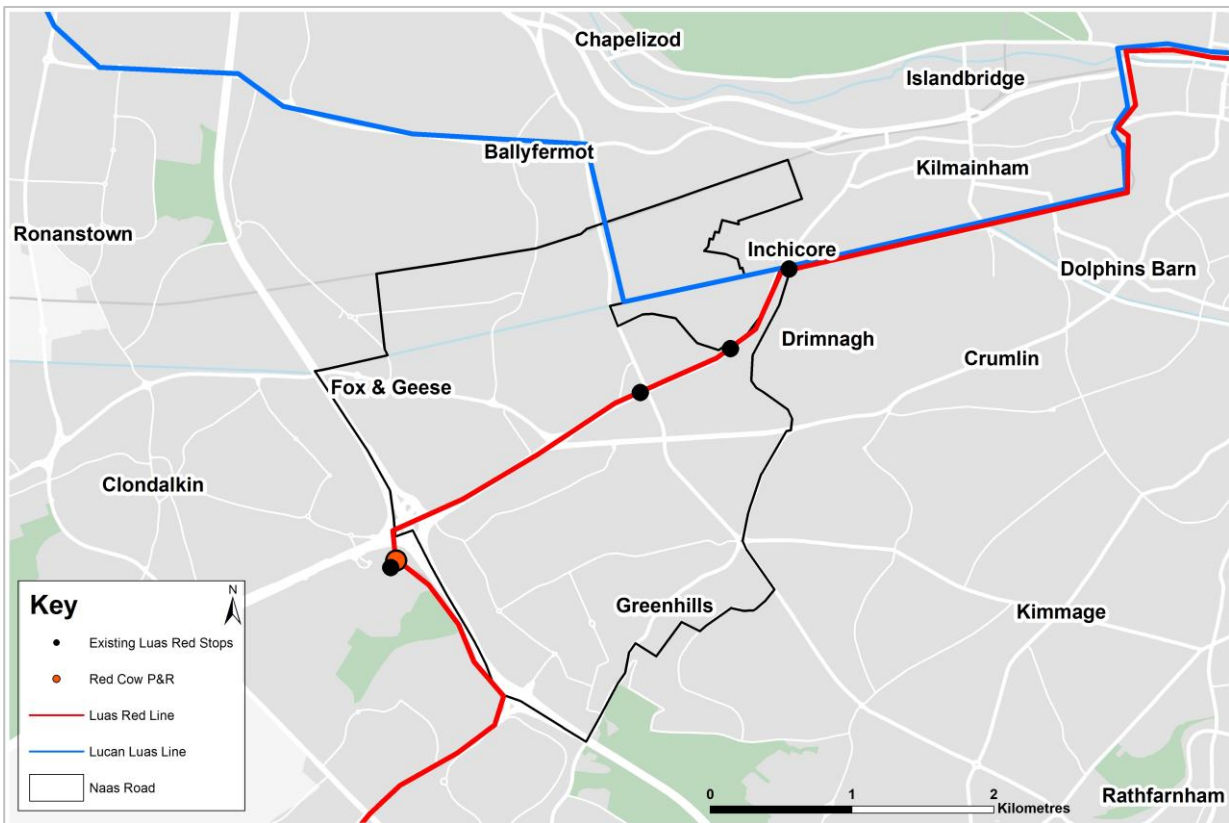 Chapelizod
Islandbridge
Ballyfermot
Kilmainham
Ronanstown
Inchicore
Dolphins Barn
Drimnagh
Crumlin
Fox & Geese
Clondalkin
Greenhills
Kimmage
Rathfarnham
Key
N
Existing Luas Red Stops
Red Cow P&R
Luas Red Line
Lucan Luas Line
Naas Road
0 1 2
Kilometres